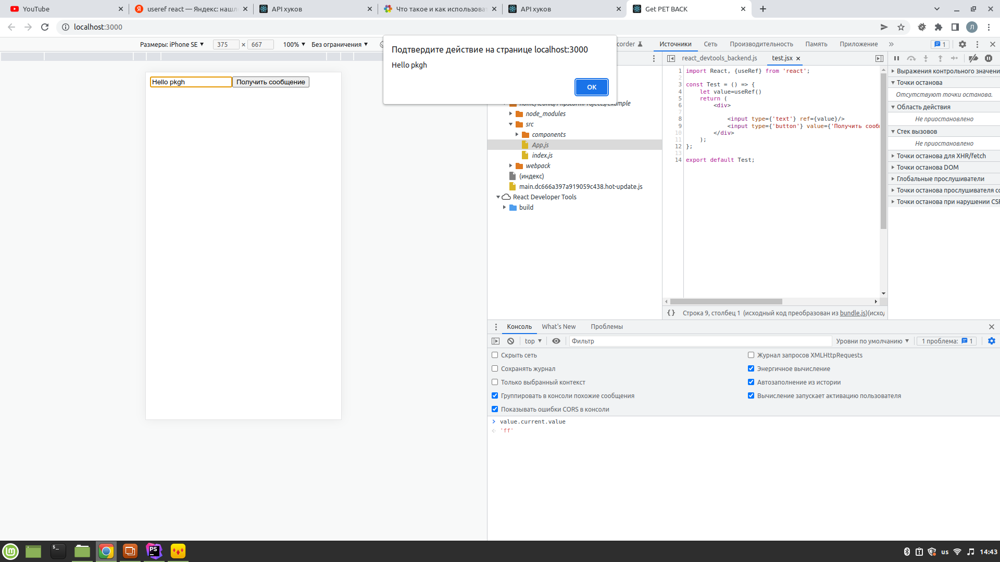 YouTube
useref react — Яндекс: нашл
API хуков
Что такое и как использова
API хуков
Get PET BACK
localhost:3000
Л
Размеры: iPhone SE
375 × 667
100%
Без ограничения
corder
Источники
Сеть
Производительность
Память
Приложение
1
Подтвердите действие на странице localhost:3000
Hello pkgh
OK
Hello pkgh
Получить сообщение
home/leonid/PhpstormProjects/example
node_modules
src
components
App.js
index.js
webpack
(индекс)
main.dc666a397a919059c438.hot-update.js
React Developer Tools
build
react_devtools_backend.js
test.jsx
1 import React, {useRef} from 'react';
2
3 const Test = () => {
4 let value=useRef()
5 return (
6 <div>
7
8 <input type={'text'} ref={value}/>
9 <input type={'button'} value={'Получить сооб
10 </div>
11 );
12 };
13
14 export default Test;
{} Строка 9, столбец 1 (исходный код преобразован из bundle.js)(исхо
Выражения контрольного значени
Точки останова
Отсутствуют точки останова.
Область действия
Не приостановлено
Стек вызовов
Не приостановлено
Точки останова для XHR/fetch
Точки останова DOM
Глобальные прослушиватели
Точки останова прослушивателя со
Точки останова при нарушении CSP
Консоль
What's New
Проблемы
top
Фильтр
Уровни по умолчанию
1 проблема: 1
Скрыть сеть
Журнал запросов XMLHttpRequests
Сохранять журнал
Энергичное вычисление
Только выбранный контекст
Автозаполнение из истории
Группировать в консоли похожие сообщения
Вычисление запускает активацию пользователя
Показывать ошибки CORS в консоли
value.current.value
'ff'
PS
us
14:43